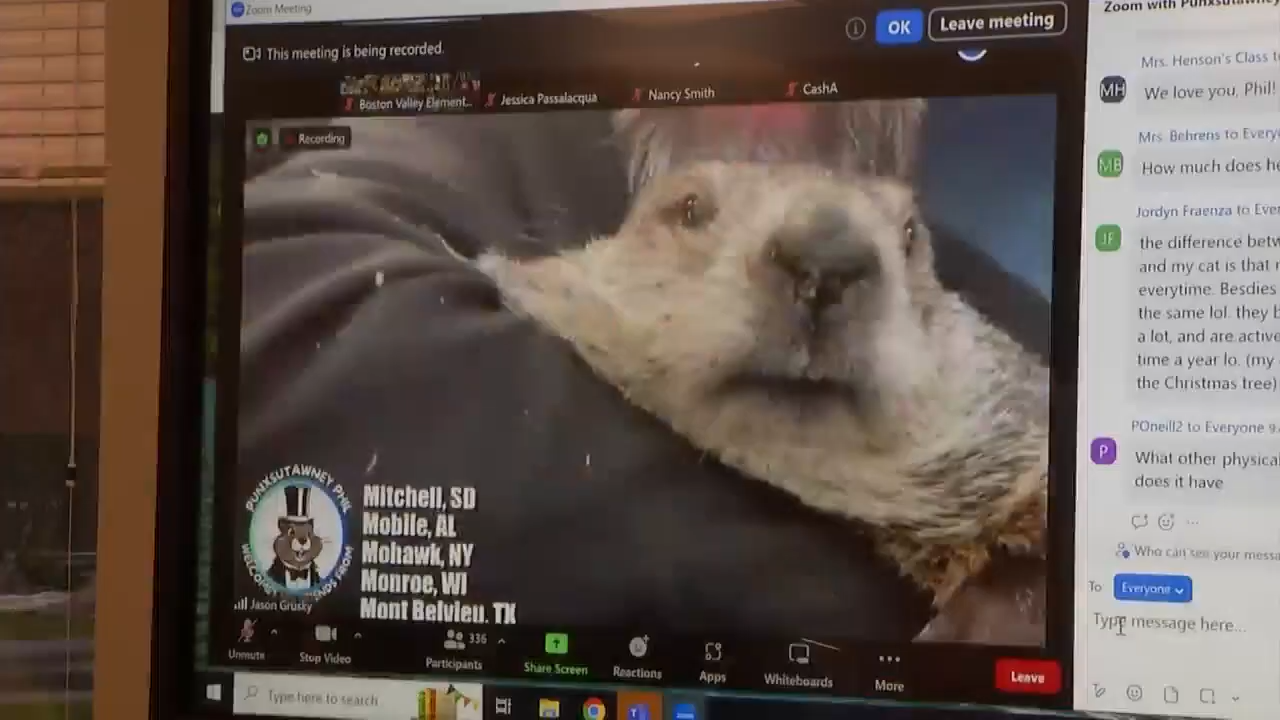 Zoom Meeting
This meeting is being recorded.
OK
Leave meeting
Boston Valley Element...
Jessica Passalacqua
Nancy Smith
CashA
Recording
PUNXSUTAWNEY PHIL
Mitchell, SD
Mobile, AL
Mohawk, NY
Monroe, WI
Mont Belvieu, TX
Jason Grusky
Unmute
Stop Video
336
Participants
Share Screen
Reactions
Apps
Whiteboards
More
Leave
Type here to search
Zoom with Punxsutawney
Mrs. Henson's Class to
MH
We love you, Phil!
Mrs. Behrens to Every
MB
How much does he
Jordyn Fraenza to Ever
JF
the difference betw
and my cat is that
everytime. Besdies
the same lol. they b
a lot, and are active
time a year lo. (my
the Christmas tree)
POneill2 to Everyone 9
P
What other physical
does it have
Who can see your messa
To
Everyone
Type message here...